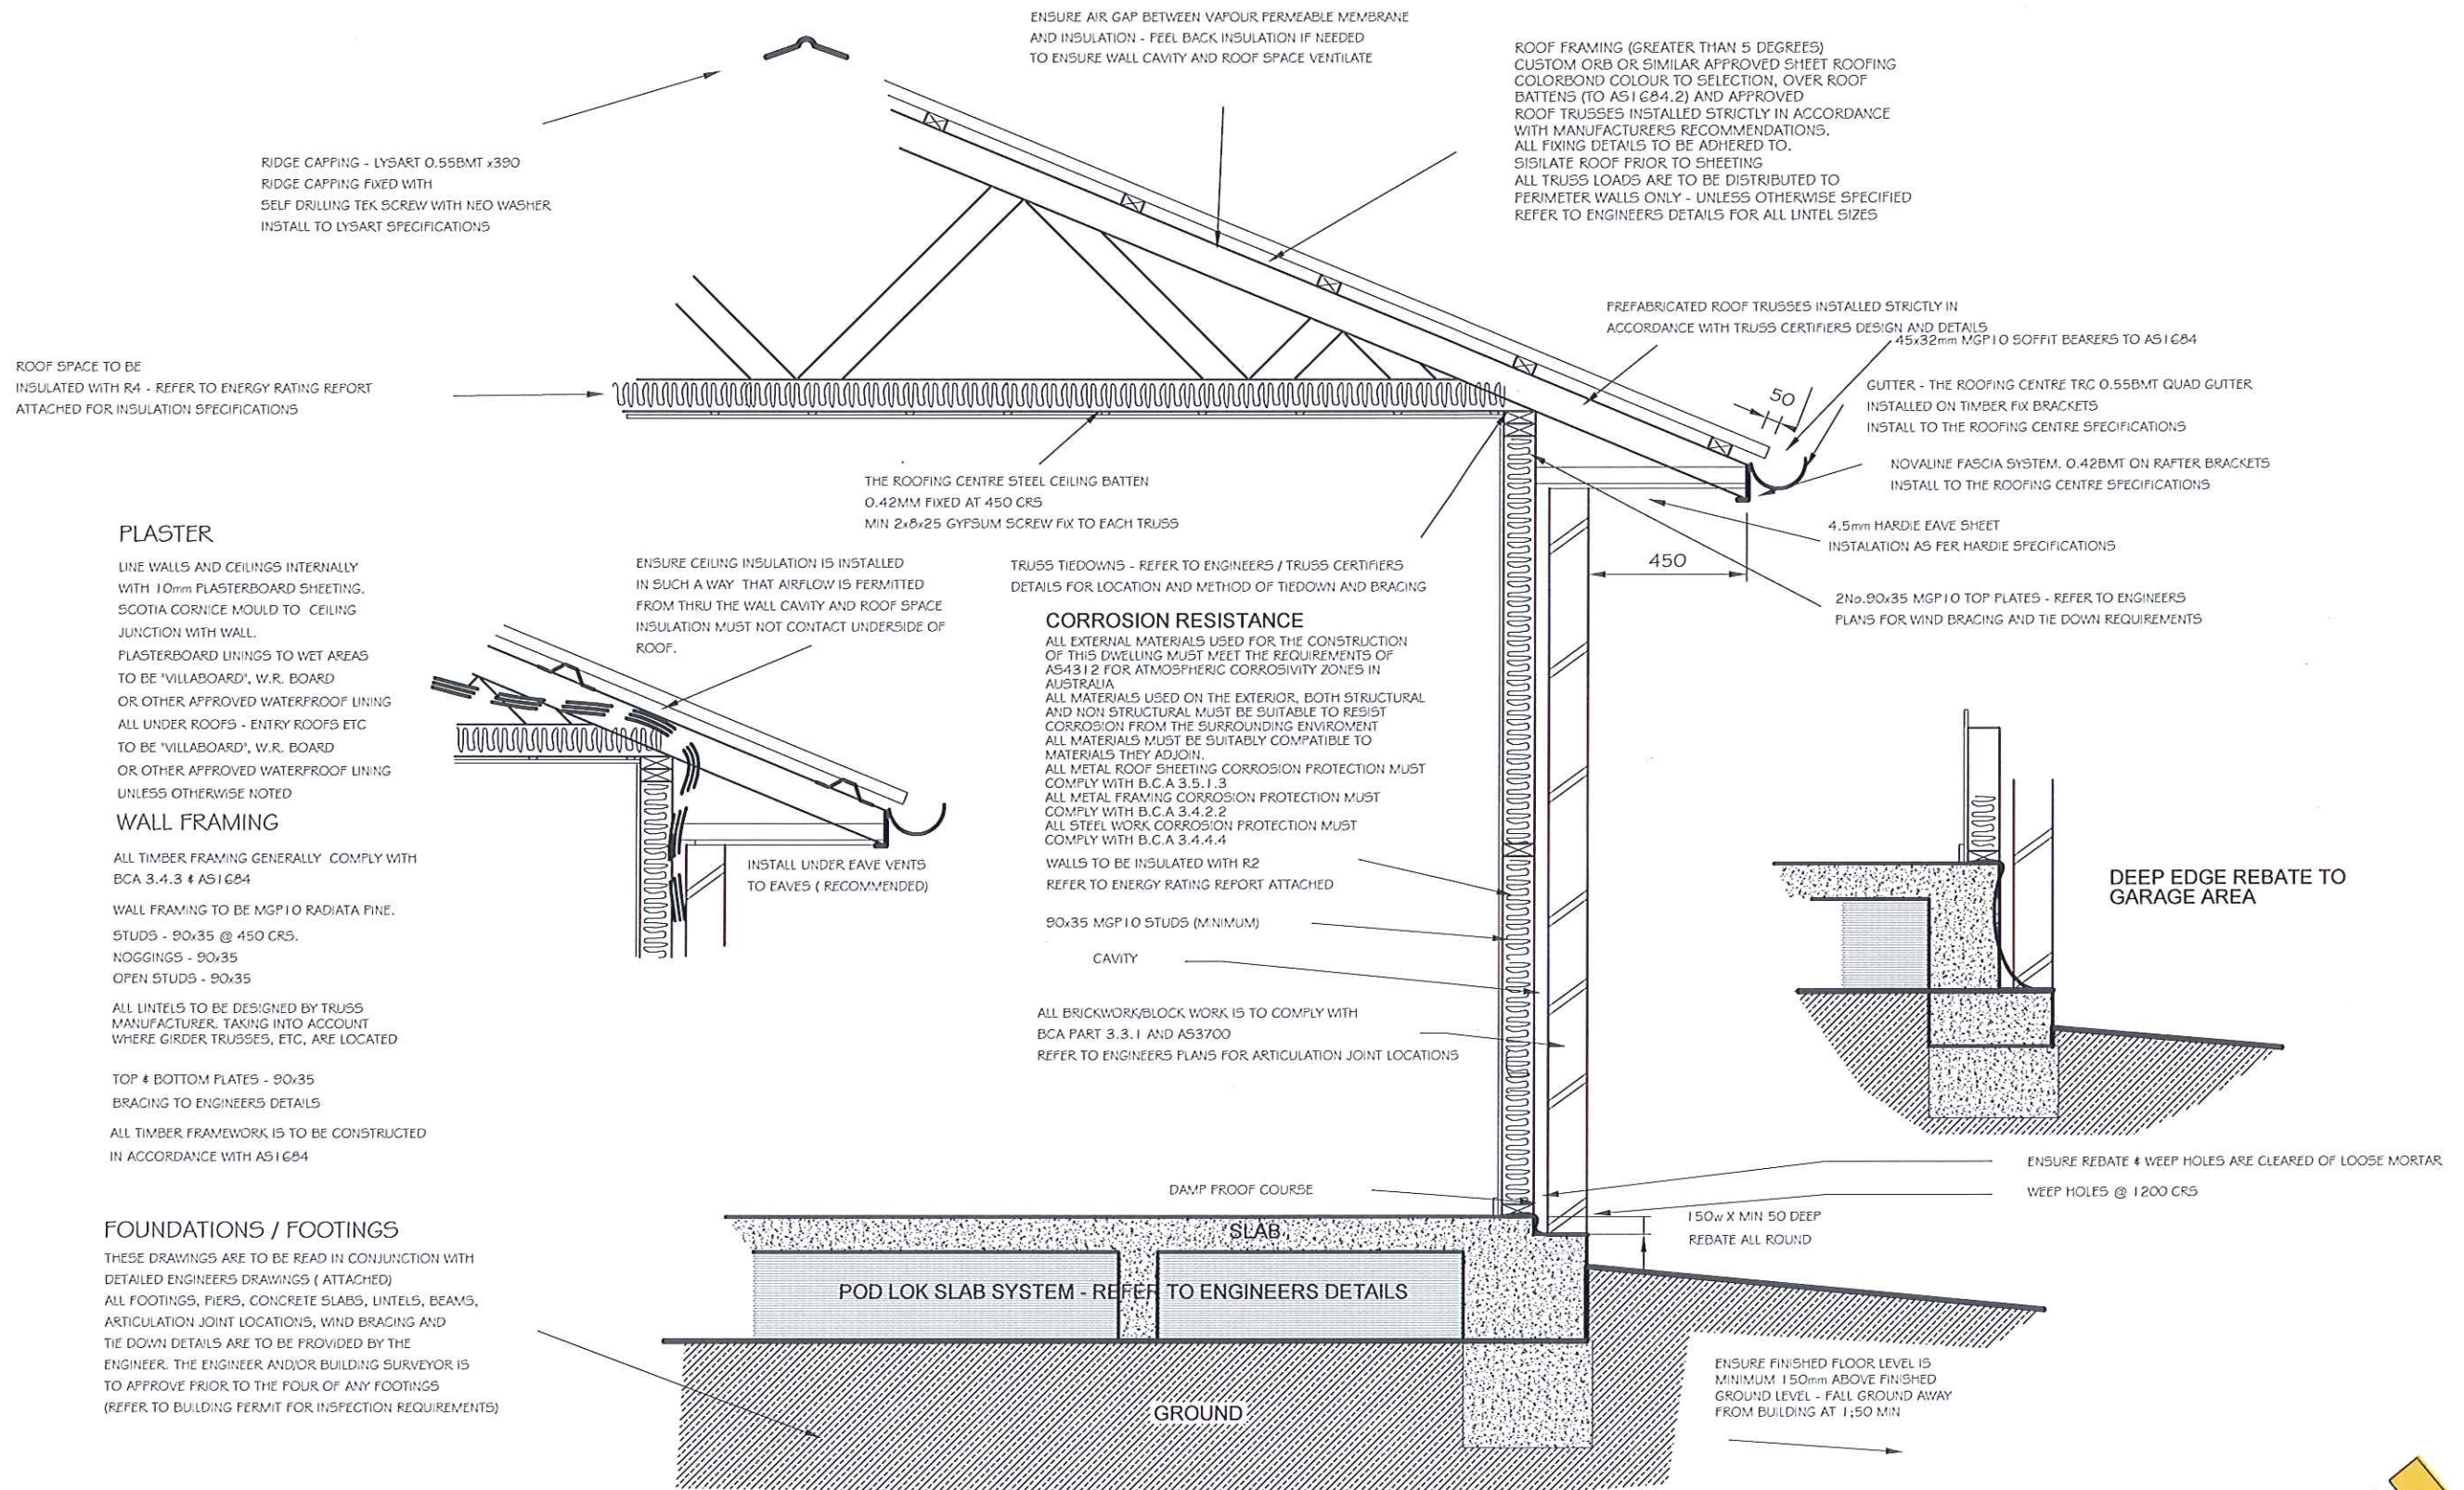 ENSURE AIR GAP BETWEEN VAPOUR PERMEABLE MEMBRANE
AND INSULATION - PEEL BACK INSULATION IF NEEDED
TO ENSURE WALL CAVITY AND ROOF SPACE VENTILATE
ROOF FRAMING (GREATER THAN 5 DEGREES)
CUSTOM ORB OR SIMILAR APPROVED SHEET ROOFING
COLORBOND COLOUR TO SELECTION, OVER ROOF
BATTENS (TO AS1684.2) AND APPROVED
ROOF TRUSSES INSTALLED STRICTLY IN ACCORDANCE
WITH MANUFACTURERS RECOMMENDATIONS.
ALL FIXING DETAILS TO BE ADHERED TO.
SISILATE ROOF PRIOR TO SHEETING
ALL TRUSS LOADS ARE TO BE DISTRIBUTED TO
PERIMETER WALLS ONLY - UNLESS OTHERWISE SPECIFIED
REFER TO ENGINEERS DETAILS FOR ALL LINTEL SIZES
RIDGE CAPPING - LYSART 0.55BMT x390
RIDGE CAPPING FIXED WITH
SELF DRILLING TEK SCREW WITH NEO WASHER
INSTALL TO LYSART SPECIFICATIONS
PREFABRICATED ROOF TRUSSES INSTALLED STRICTLY IN
ACCORDANCE WITH TRUSS CERTIFIERS DESIGN AND DETAILS
45x32mm MGP10 SOFFIT BEARERS TO AS1684
ROOF SPACE TO BE
INSULATED WITH R4 - REFER TO ENERGY RATING REPORT
ATTACHED FOR INSULATION SPECIFICATIONS
50
GUTTER - THE ROOFING CENTRE TRC 0.55BMT QUAD GUTTER
INSTALLED ON TIMBER FIX BRACKETS
INSTALL TO THE ROOFING CENTRE SPECIFICATIONS
NOVALINE FASCIA SYSTEM. 0.42BMT ON RAFTER BRACKETS
INSTALL TO THE ROOFING CENTRE SPECIFICATIONS
THE ROOFING CENTRE STEEL CEILING BATTEN
0.42MM FIXED AT 450 CRS
MIN 2x8x25 GYPSUM SCREW FIX TO EACH TRUSS
4.5mm HARDIE EAVE SHEET
INSTALATION AS PER HARDIE SPECIFICATIONS
450
2No.90x35 MGP10 TOP PLATES - REFER TO ENGINEERS
PLANS FOR WIND BRACING AND TIE DOWN REQUIREMENTS
PLASTER
LINE WALLS AND CEILINGS INTERNALLY
WITH 10mm PLASTERBOARD SHEETING.
SCOTIA CORNICE MOULD TO CEILING
JUNCTION WITH WALL.
PLASTERBOARD LININGS TO WET AREAS
TO BE 'VILLABOARD', W.R. BOARD
OR OTHER APPROVED WATERPROOF LINING
ALL UNDER ROOFS - ENTRY ROOFS ETC
TO BE 'VILLABOARD', W.R. BOARD
OR OTHER APPROVED WATERPROOF LINING
UNLESS OTHERWISE NOTED
ENSURE CEILING INSULATION IS INSTALLED
IN SUCH A WAY THAT AIRFLOW IS PERMITTED
FROM THRU THE WALL CAVITY AND ROOF SPACE
INSULATION MUST NOT CONTACT UNDERSIDE OF
ROOF.
TRUSS TIEDOWNS - REFER TO ENGINEERS / TRUSS CERTIFIERS
DETAILS FOR LOCATION AND METHOD OF TIEDOWN AND BRACING
CORROSION RESISTANCE
ALL EXTERNAL MATERIALS USED FOR THE CONSTRUCTION
OF THIS DWELLING MUST MEET THE REQUIREMENTS OF
AS4312 FOR ATMOSPHERIC CORROSIVITY ZONES IN
AUSTRALIA
ALL MATERIALS USED ON THE EXTERIOR, BOTH STRUCTURAL
AND NON STRUCTURAL MUST BE SUITABLE TO RESIST
CORROSION FROM THE SURROUNDING ENVIROMENT
ALL MATERIALS MUST BE SUITABLY COMPATIBLE TO
MATERIALS THEY ADJOIN.
ALL METAL ROOF SHEETING CORROSION PROTECTION MUST
COMPLY WITH B.C.A 3.5.1.3
ALL METAL FRAMING CORROSION PROTECTION MUST
COMPLY WITH B.C.A 3.4.2.2
ALL STEEL WORK CORROSION PROTECTION MUST
COMPLY WITH B.C.A 3.4.4.4
WALLS TO BE INSULATED WITH R2
REFER TO ENERGY RATING REPORT ATTACHED
90x35 MGP10 STUDS (MINIMUM)
CAVITY
ALL BRICKWORK/BLOCK WORK IS TO COMPLY WITH
BCA PART 3.3.1 AND AS3700
REFER TO ENGINEERS PLANS FOR ARTICULATION JOINT LOCATIONS
INSTALL UNDER EAVE VENTS
TO EAVES ( RECOMMENDED)
WALL FRAMING
ALL TIMBER FRAMING GENERALLY COMPLY WITH
BCA 3.4.3 & AS1684
WALL FRAMING TO BE MGP10 RADIATA PINE.
STUDS - 90x35 @ 450 CRS.
NOGGINGS - 90x35
OPEN STUDS - 90x35
ALL LINTELS TO BE DESIGNED BY TRUSS
MANUFACTURER. TAKING INTO ACCOUNT
WHERE GIRDER TRUSSES, ETC, ARE LOCATED
TOP & BOTTOM PLATES - 90x35
BRACING TO ENGINEERS DETAILS
ALL TIMBER FRAMEWORK IS TO BE CONSTRUCTED
IN ACCORDANCE WITH AS1684
DEEP EDGE REBATE TO
GARAGE AREA
ENSURE REBATE & WEEP HOLES ARE CLEARED OF LOOSE MORTAR
WEEP HOLES @ 1200 CRS
DAMP PROOF COURSE
150w X MIN 50 DEEP
REBATE ALL ROUND
SLAB
POD LOK SLAB SYSTEM - REFER TO ENGINEERS DETAILS
GROUND
FOUNDATIONS / FOOTINGS
THESE DRAWINGS ARE TO BE READ IN CONJUNCTION WITH
DETAILED ENGINEERS DRAWINGS ( ATTACHED)
ALL FOOTINGS, PIERS, CONCRETE SLABS, LINTELS, BEAMS,
ARTICULATION JOINT LOCATIONS, WIND BRACING AND
TIE DOWN DETAILS ARE TO BE PROVIDED BY THE
ENGINEER. THE ENGINEER AND/OR BUILDING SURVEYOR IS
TO APPROVE PRIOR TO THE POUR OF ANY FOOTINGS
(REFER TO BUILDING PERMIT FOR INSPECTION REQUIREMENTS)
ENSURE FINISHED FLOOR LEVEL IS
MINIMUM 150mm ABOVE FINISHED
GROUND LEVEL - FALL GROUND AWAY
FROM BUILDING AT 1;50 MIN